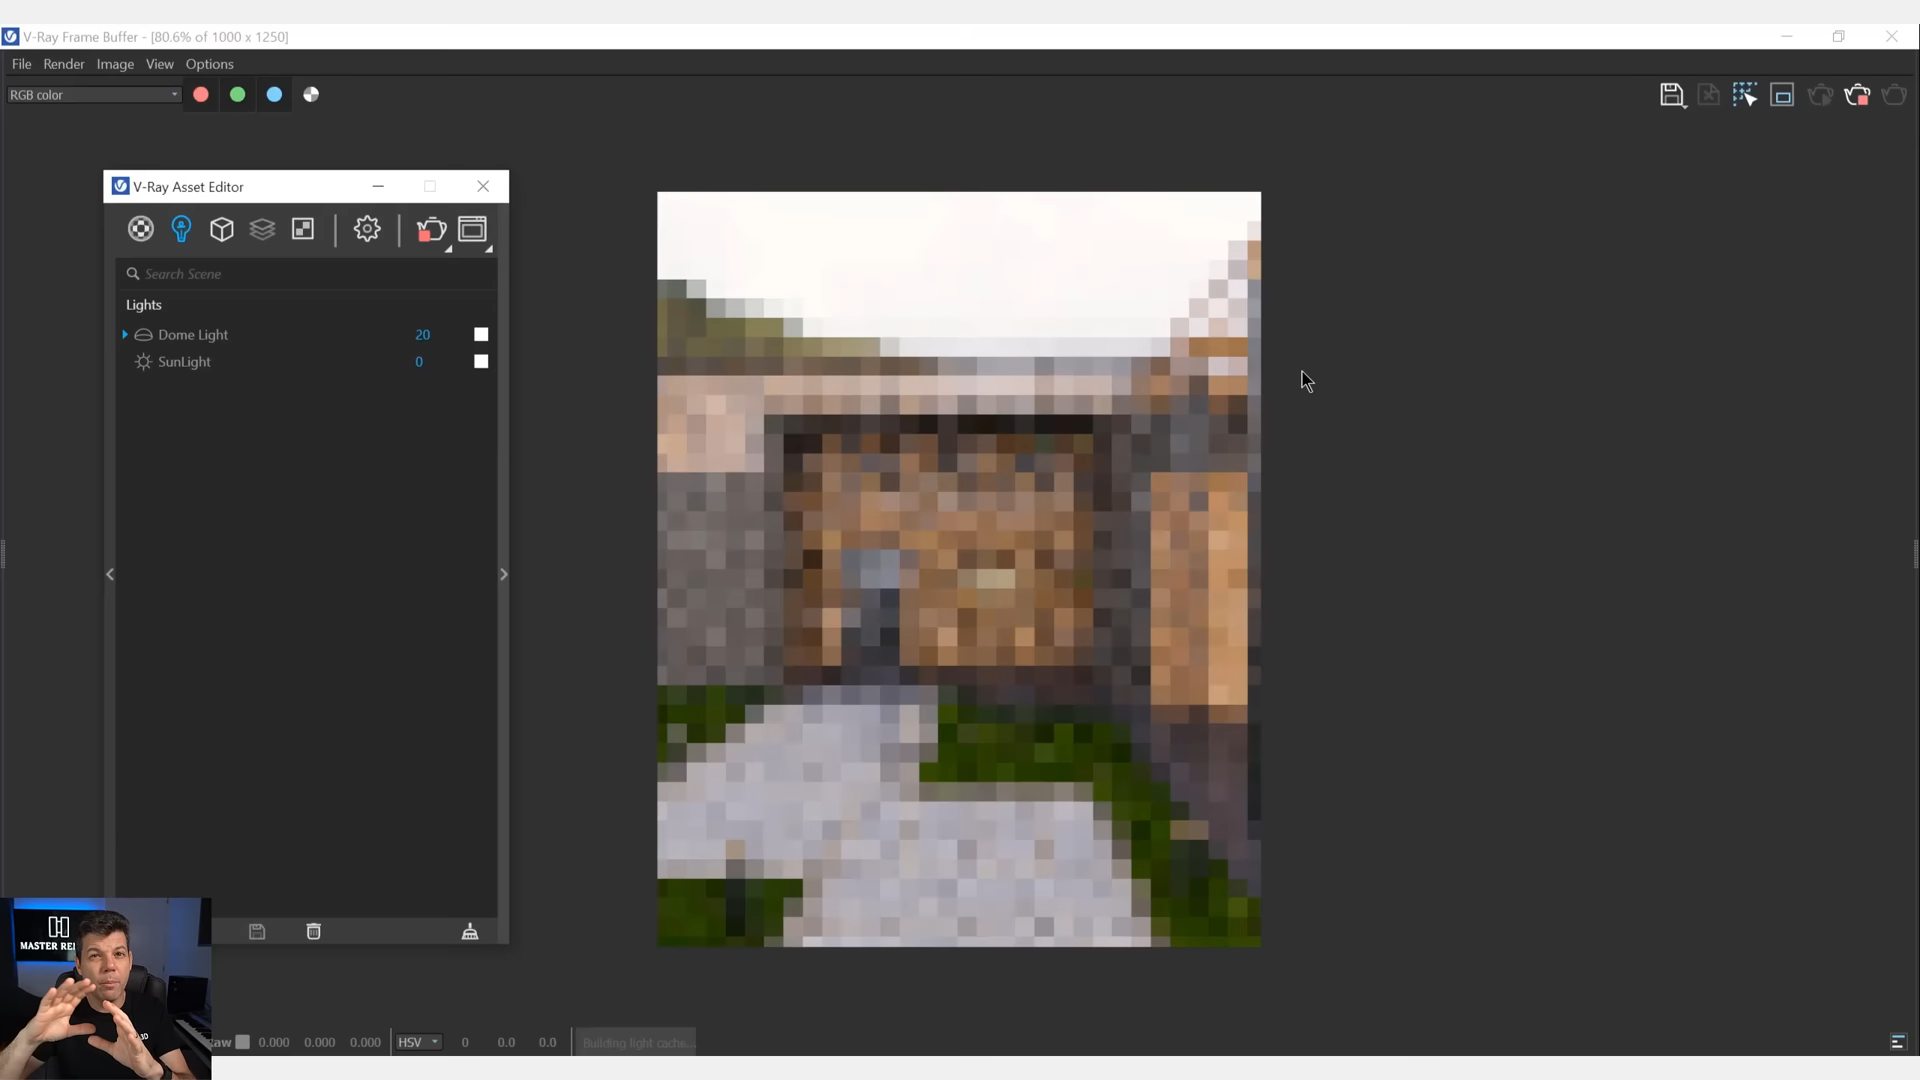 V-Ray Frame Buffer - [80.6% of 1000 x 1250]
File Render Image View Options
RGB color
V-Ray Asset Editor
Search Scene
Lights
Dome Light 20
SunLight 0
MASTER
0.000 0.000 0.000 HSV 0 0.0 0.0 Building light cache...